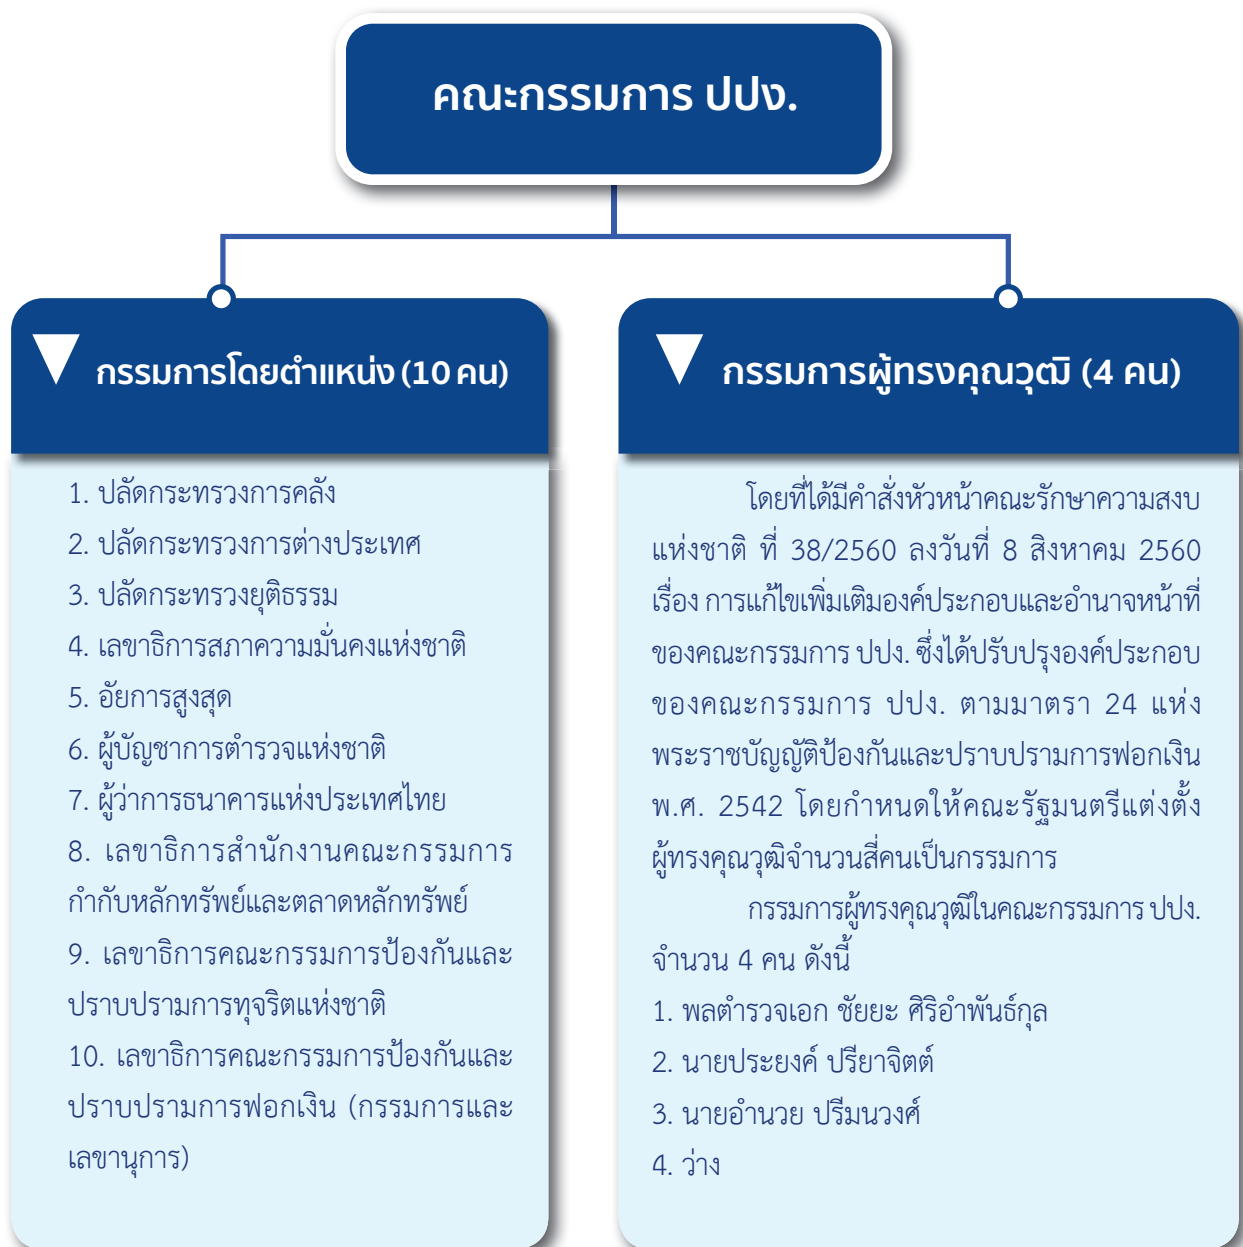 คณะกรรมการ ปปง.
กรรมการโดยตำแหน่ง (10 คน)
1. ปลัดกระทรวงการคลัง
2. ปลัดกระทรวงการต่างประเทศ
3. ปลัดกระทรวงยุติธรรม
4. เลขาธิการสภาความมั่นคงแห่งชาติ
5. อัยการสูงสุด
6. ผู้บัญชาการตำรวจแห่งชาติ
7. ผู้ว่าการธนาคารแห่งประเทศไทย
8. เลขาธิการสำนักงานคณะกรรมการ
กำกับหลักทรัพย์และตลาดหลักทรัพย์
9. เลขาธิการคณะกรรมการป้องกันและ
ปราบปรามการทุจริตแห่งชาติ
10. เลขาธิการคณะกรรมการป้องกันและ
ปราบปรามการฟอกเงิน (กรรมการและ
เลขานุการ)
กรรมการผู้ทรงคุณวุฒิ (4 คน)
โดยที่ได้มีคำสั่งหัวหน้าคณะรักษาความสงบ
แห่งชาติ ที่ 38/2560 ลงวันที่ 8 สิงหาคม 2560
เรื่อง การแก้ไขเพิ่มเติมองค์ประกอบและอำนาจหน้าที่
ของคณะกรรมการ ปปง. ซึ่งได้ปรับปรุงองค์ประกอบ
ของคณะกรรมการ ปปง. ตามมาตรา 24 แห่ง
พระราชบัญญัติป้องกันและปราบปรามการฟอกเงิน
พ.ศ. 2542 โดยกำหนดให้คณะรัฐมนตรีแต่งตั้ง
ผู้ทรงคุณวุฒิจำนวนสี่คนเป็นกรรมการ
กรรมการผู้ทรงคุณวุฒิในคณะกรรมการ ปปง.
จำนวน 4 คน ดังนี้
1. พลตำรวจเอก ชัยยะ ศิริอำพันธ์กุล
2. นายประยงค์ ปรียาจิตต์
3. นายอำนวย ปรีมนวงศ์
4. ว่าง